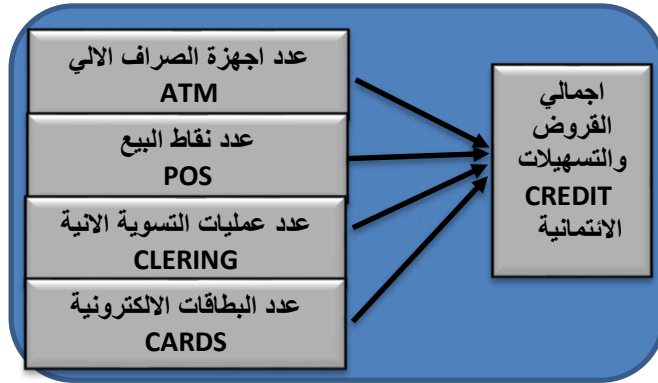 عدد اجهزة الصراف الالي
ATM
عدد نقاط البيع
POS
عدد عمليات التسوية الانية
CLERING
عدد البطاقات الالكترونية
CARDS
اجمالي
القروض
والتسهيلات
CREDIT
الائتمانية